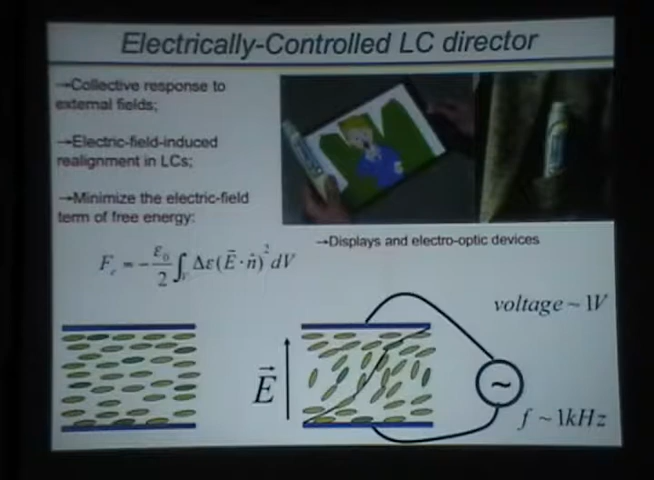 Electrically-Controlled LC director
→Collective response to
external fields;
→Electric-field-induced
realignment in LCs;
→Minimize the electric-field
term of free energy:
F_e = -ε₀/2 ∫_V Δε(E⃗·n̂)² dV
→Displays and electro-optic devices
voltage ~ 1V
E⃗
~
f ~ 1kHz